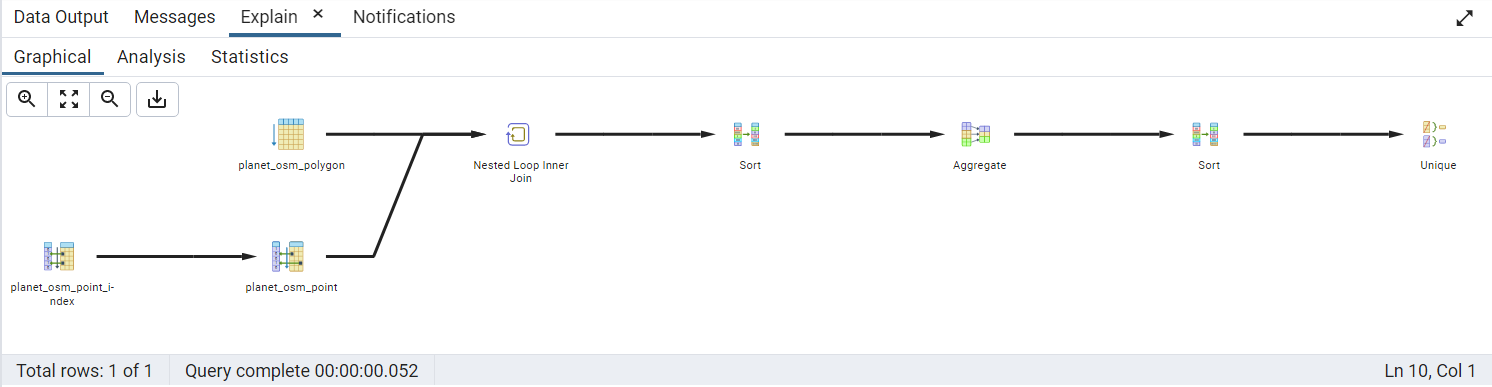 Data Output Messages Explain × Notifications
Graphical Analysis Statistics
planet_osm_polygon
Nested Loop Inner
Join
Sort
Aggregate
Sort
Unique
planet_osm_point_i-
ndex
planet_osm_point
Total rows: 1 of 1 Query complete 00:00:00.052 Ln 10, Col 1